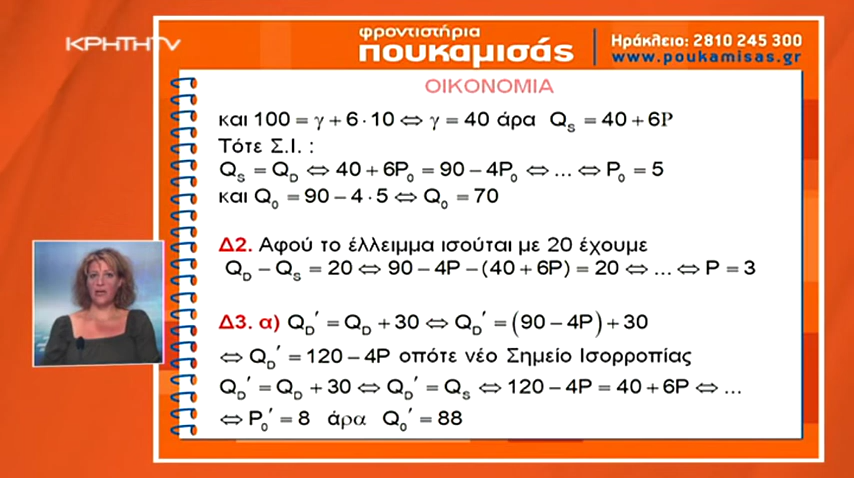 ΚΡΗΤΗTV
φροντιστήρια
πουκαμισάς
Ηράκλειο: 2810 245 300
www.poukamisas.gr
ΟΙΚΟΝΟΜΙΑ
και 100 = γ + 6 · 10 ⇔ γ = 40 άρα Q_S = 40 + 6P
Τότε Σ.Ι. :
Q_S = Q_D ⇔ 40 + 6P_0 = 90 − 4P_0 ⇔ ... ⇔ P_0 = 5
και Q_0 = 90 − 4 · 5 ⇔ Q_0 = 70
Δ2. Αφού το έλλειμμα ισούται με 20 έχουμε
Q_D − Q_S = 20 ⇔ 90 − 4P − (40 + 6P) = 20 ⇔ ... ⇔ P = 3
Δ3. α) Q_D′ = Q_D + 30 ⇔ Q_D′ = (90 − 4P) + 30
⇔ Q_D′ = 120 − 4P οπότε νέο Σημείο Ισορροπίας
Q_D′ = Q_D + 30 ⇔ Q_D′ = Q_S ⇔ 120 − 4P = 40 + 6P ⇔ ...
⇔ P_0′ = 8 άρα Q_0′ = 88